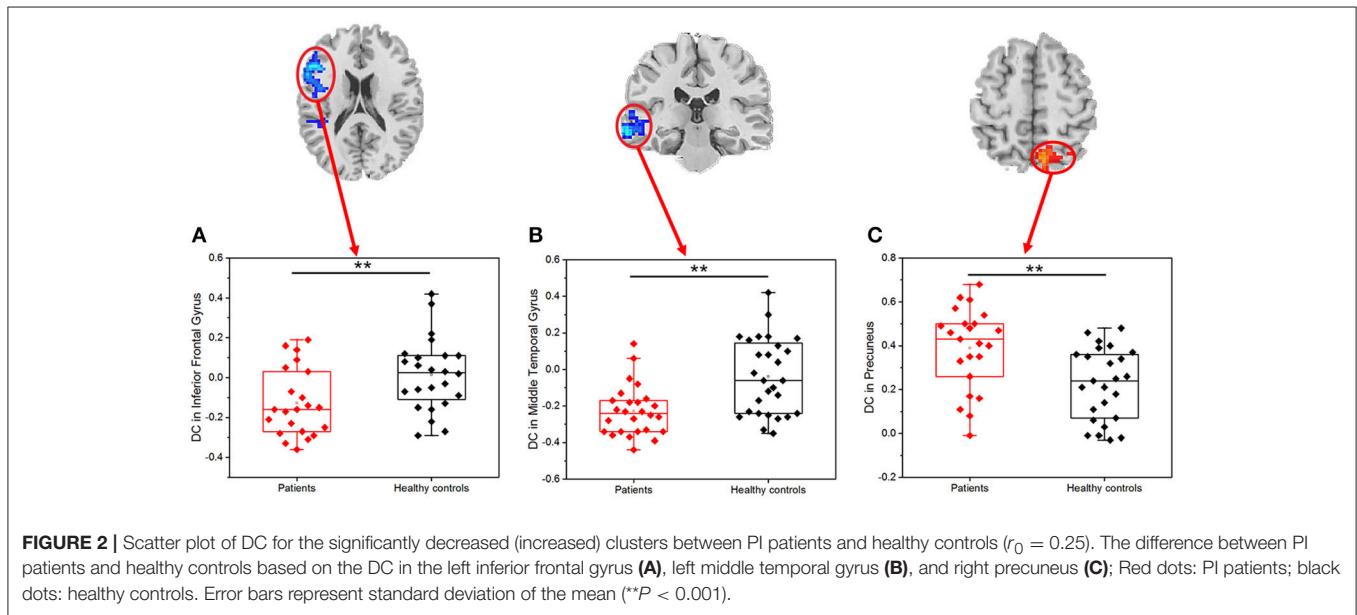 A
B
C
**
**
**
0.6
0.4
0.2
0.0
-0.2
-0.4
DC in Inferior Frontal Gyrus
Patients
Healthy controls
0.6
0.4
0.2
-0.0
-0.2
-0.4
-0.6
DC in Middle Temporal Gyrus
Patients
Healthy controls
0.8
0.6
0.4
0.2
0.0
-0.2
DC in Precuneus
Patients
Healthy controls
FIGURE 2 | Scatter plot of DC for the significantly decreased (increased) clusters between PI patients and healthy controls (r₀ = 0.25). The difference between PI
patients and healthy controls based on the DC in the left inferior frontal gyrus (A), left middle temporal gyrus (B), and right precuneus (C); Red dots: PI patients; black
dots: healthy controls. Error bars represent standard deviation of the mean (**P < 0.001).